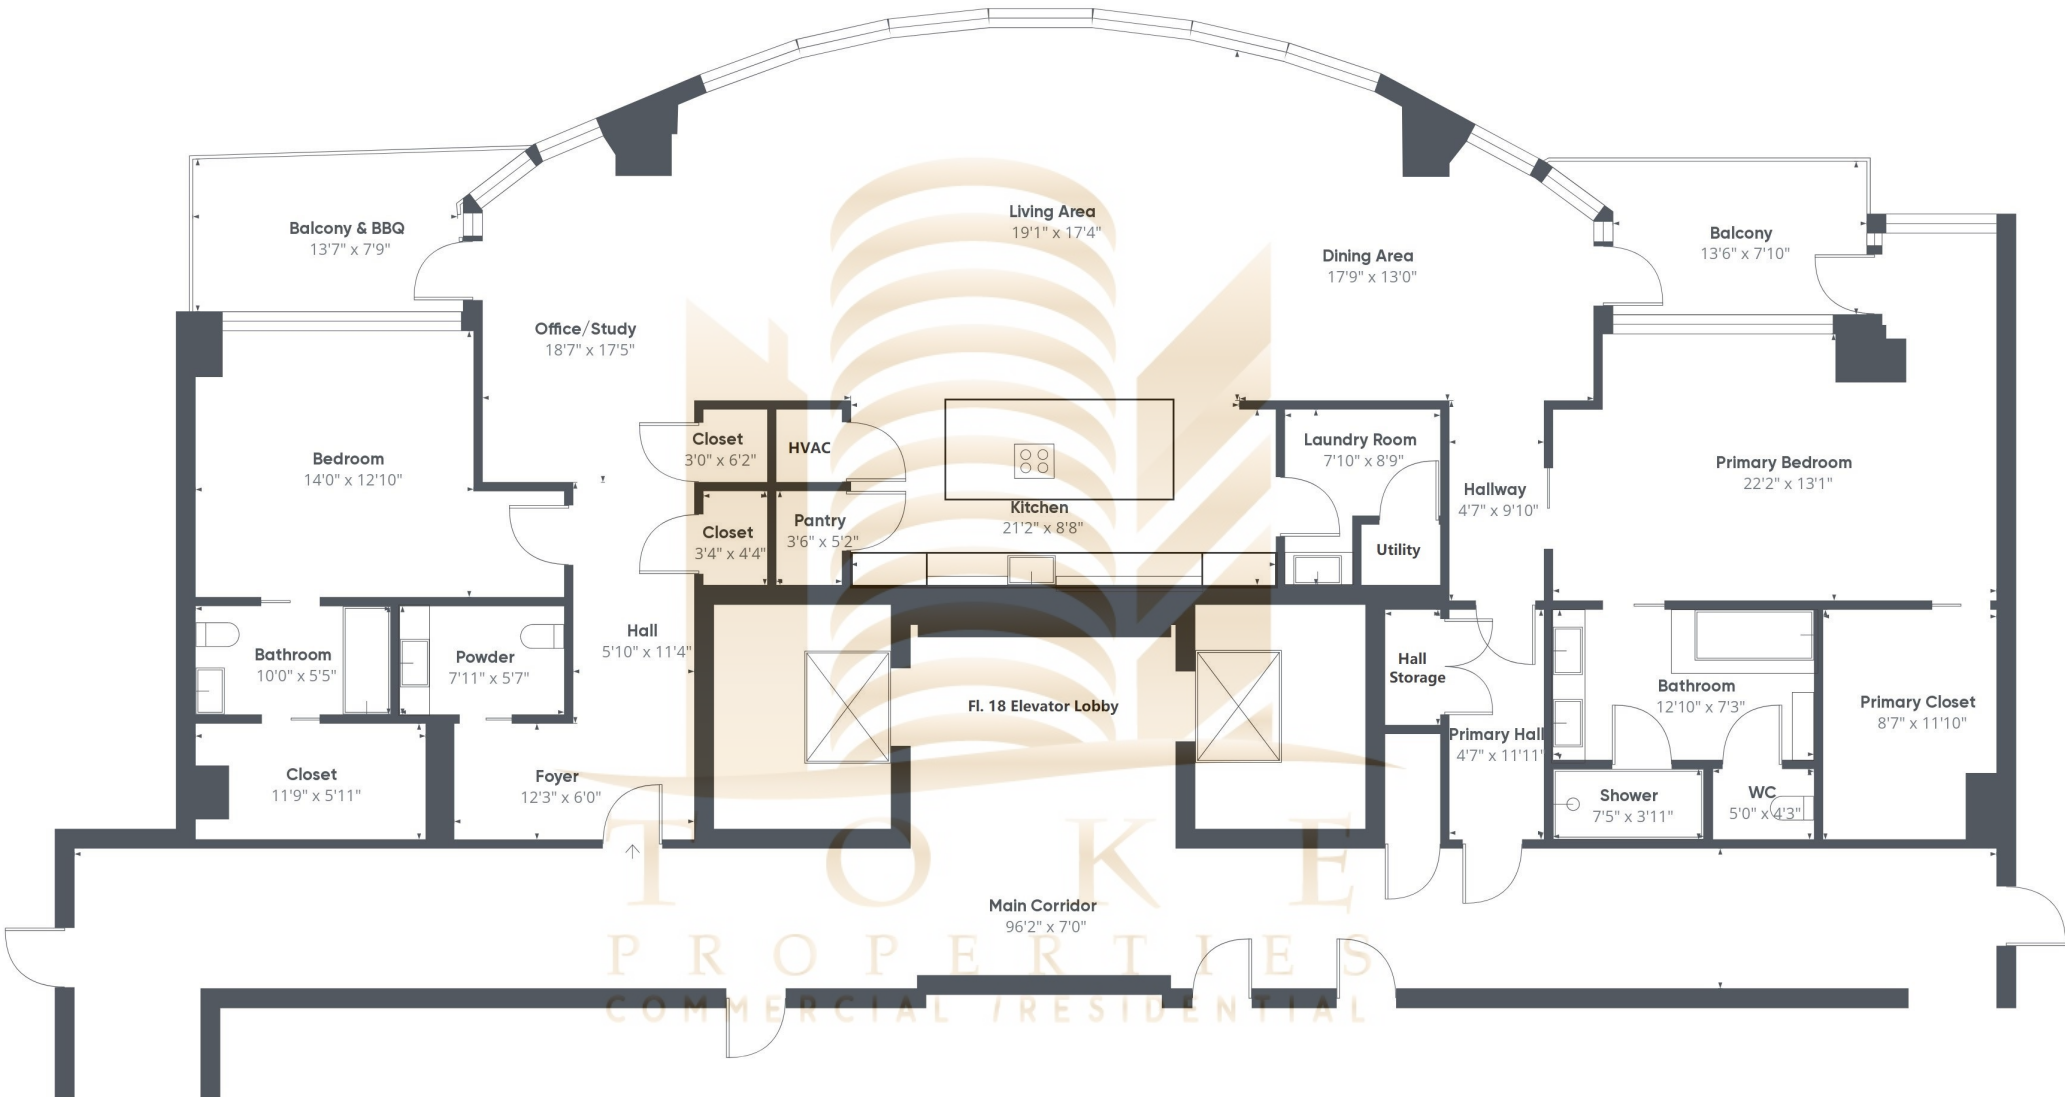 Living Area
19'1" x 17'4"
Balcony & BBQ
13'7" x 7'9"
Balcony
13'6" x 7'10"
Dining Area
17'9" x 13'0"
Office/Study
18'7" x 17'5"
Bedroom
14'0" x 12'10"
Closet
3'0" x 6'2"
HVAC
Laundry Room
7'10" x 8'9"
Primary Bedroom
22'2" x 13'1"
Hallway
4'7" x 9'10"
Closet
3'4" x 4'4"
Pantry
3'6" x 5'2"
Kitchen
21'2" x 8'8"
Utility
Bathroom
10'0" x 5'5"
Powder
7'11" x 5'7"
Hall
5'10" x 11'4"
Hall
Storage
Bathroom
12'10" x 7'3"
Primary Closet
8'7" x 11'10"
Fl. 18 Elevator Lobby
Primary Hall
4'7" x 11'11"
Closet
11'9" x 5'11"
Foyer
12'3" x 6'0"
Shower
7'5" x 3'11"
WC
5'0" x 4'3"
TOKE
Main Corridor
96'2" x 7'0"
PROPERTIES
COMMERCIAL / RESIDENTIAL